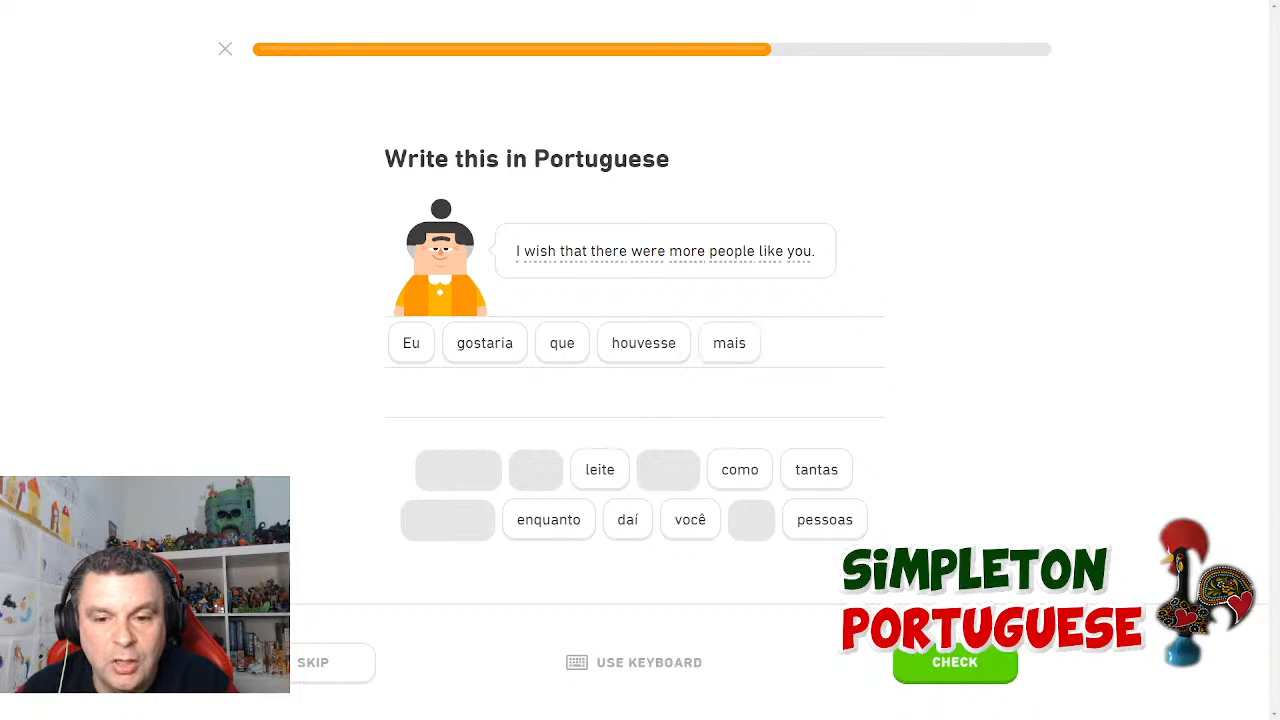 Write this in Portuguese
I wish that there were more people like you.
Eu gostaria que houvesse mais
leite como tantas
enquanto daí você pessoas
SiMPLETON
PORTUGUESE
SKIP USE KEYBOARD CHECK